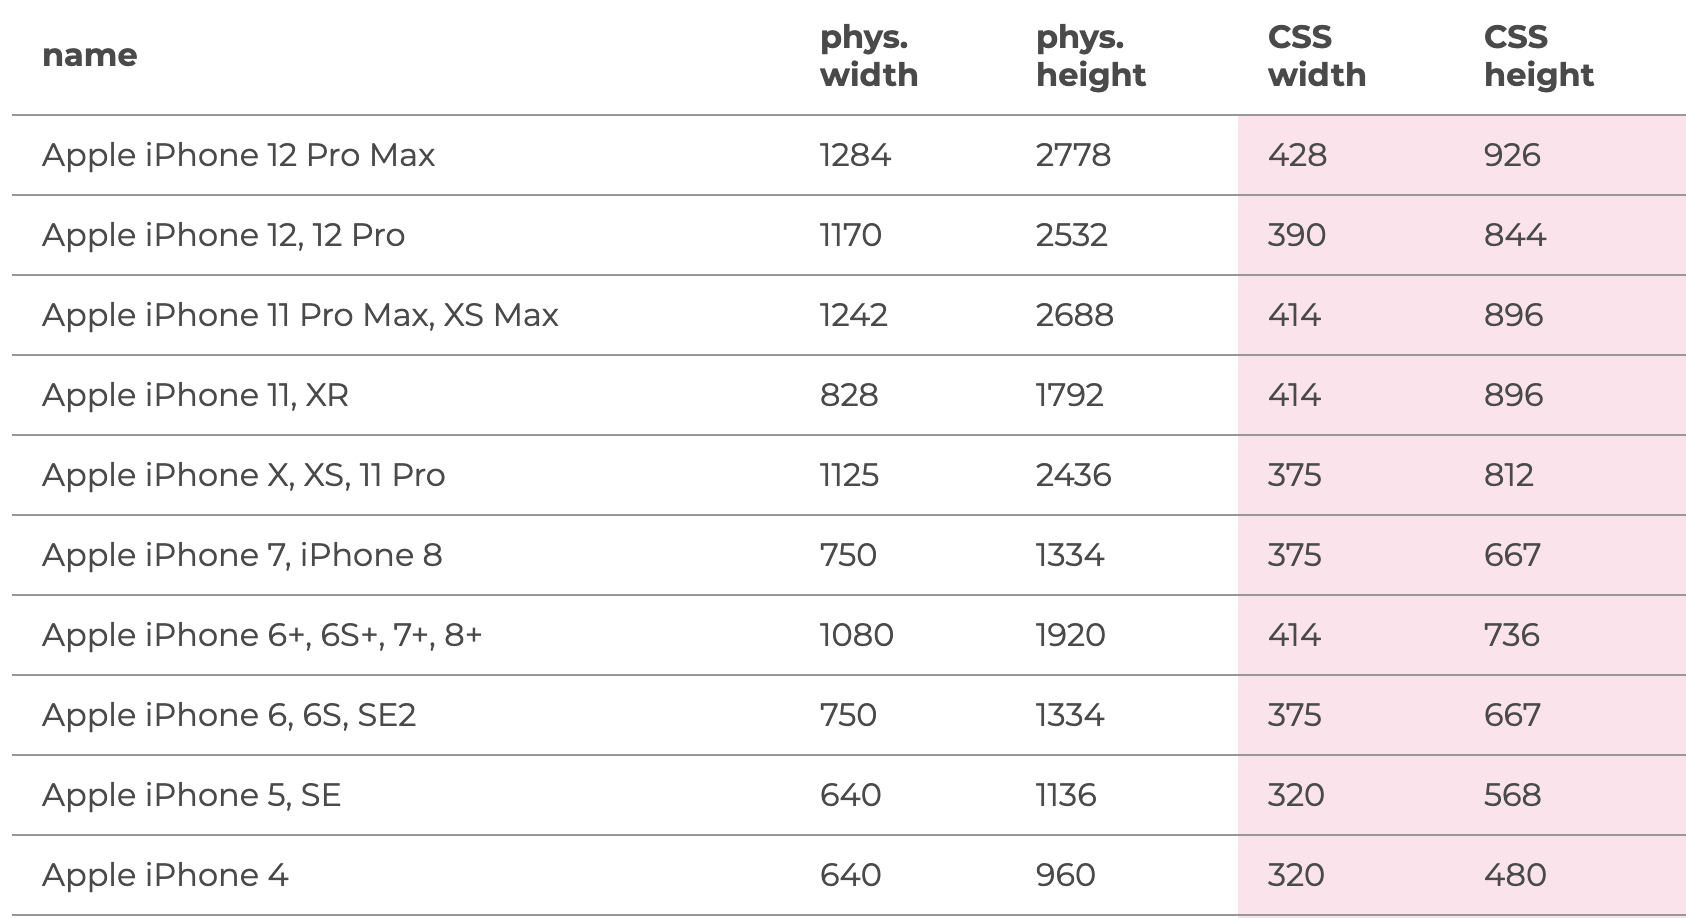 name phys. width phys. height CSS width CSS height
Apple iPhone 12 Pro Max 1284 2778 428 926
Apple iPhone 12, 12 Pro 1170 2532 390 844
Apple iPhone 11 Pro Max, XS Max 1242 2688 414 896
Apple iPhone 11, XR 828 1792 414 896
Apple iPhone X, XS, 11 Pro 1125 2436 375 812
Apple iPhone 7, iPhone 8 750 1334 375 667
Apple iPhone 6+, 6S+, 7+, 8+ 1080 1920 414 736
Apple iPhone 6, 6S, SE2 750 1334 375 667
Apple iPhone 5, SE 640 1136 320 568
Apple iPhone 4 640 960 320 480